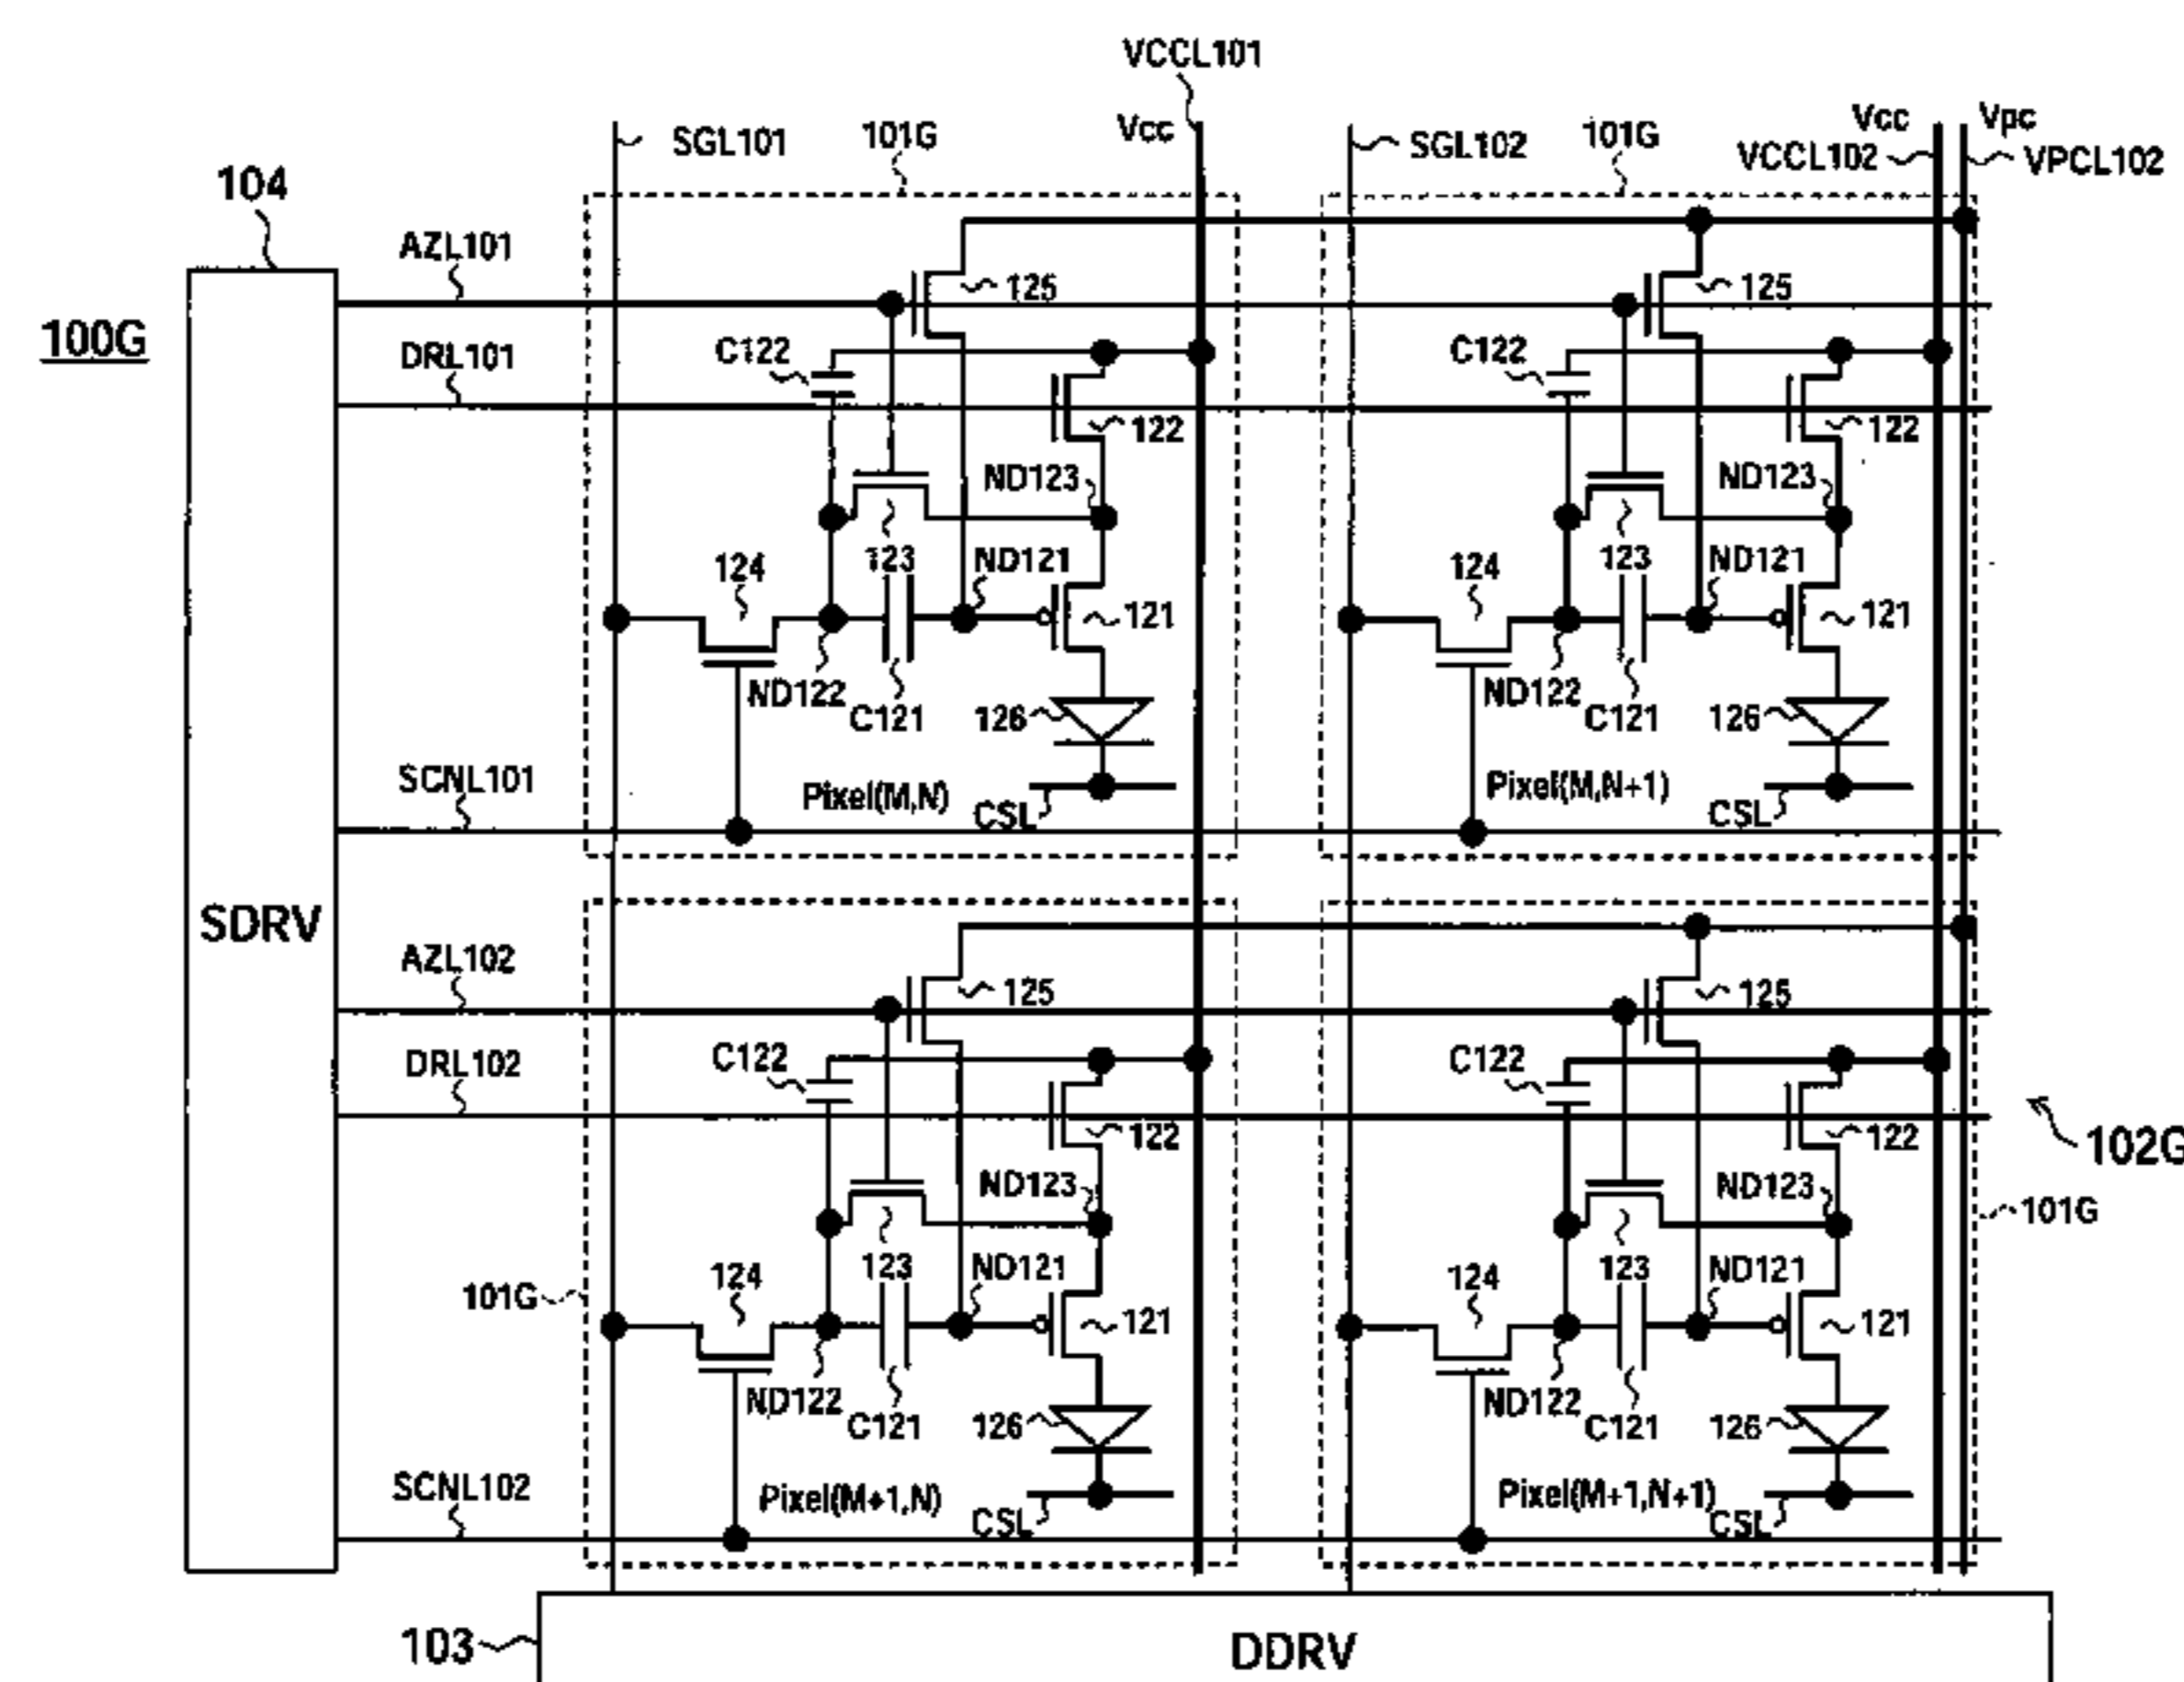 VCCL101
SGL101
101G
Vcc
SGL102
101G
Vcc
Vpc
VCCL102
VPCL102
104
AZL101
125
125
100G
DRL101
C122
C122
122
122
ND123
ND123
124
123
ND121
124
123
ND121
121
121
ND122
C121
126
ND122
C121
126
SCNL101
Pixel(M,N)
CSL
Pixel(M,N+1)
CSL
SDRV
AZL102
125
125
DRL102
C122
C122
122
122
102G
ND123
ND123
101G
101G
124
123
ND121
124
123
ND121
121
121
ND122
C121
126
ND122
C121
126
SCNL102
Pixel(M+1,N)
CSL
Pixel(M+1,N+1)
CSL
103
DDRV